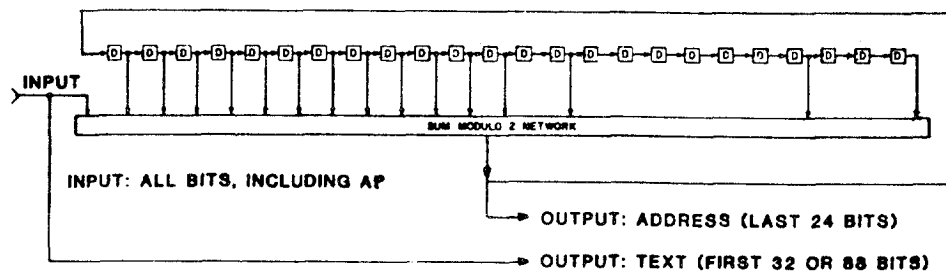 D D D D D D D D D D D D D D D D D D D D D D D D
INPUT
SUM MODULO 2 NETWORK
INPUT: ALL BITS, INCLUDING AP
OUTPUT: ADDRESS (LAST 24 BITS)
OUTPUT: TEXT (FIRST 32 OR 88 BITS)